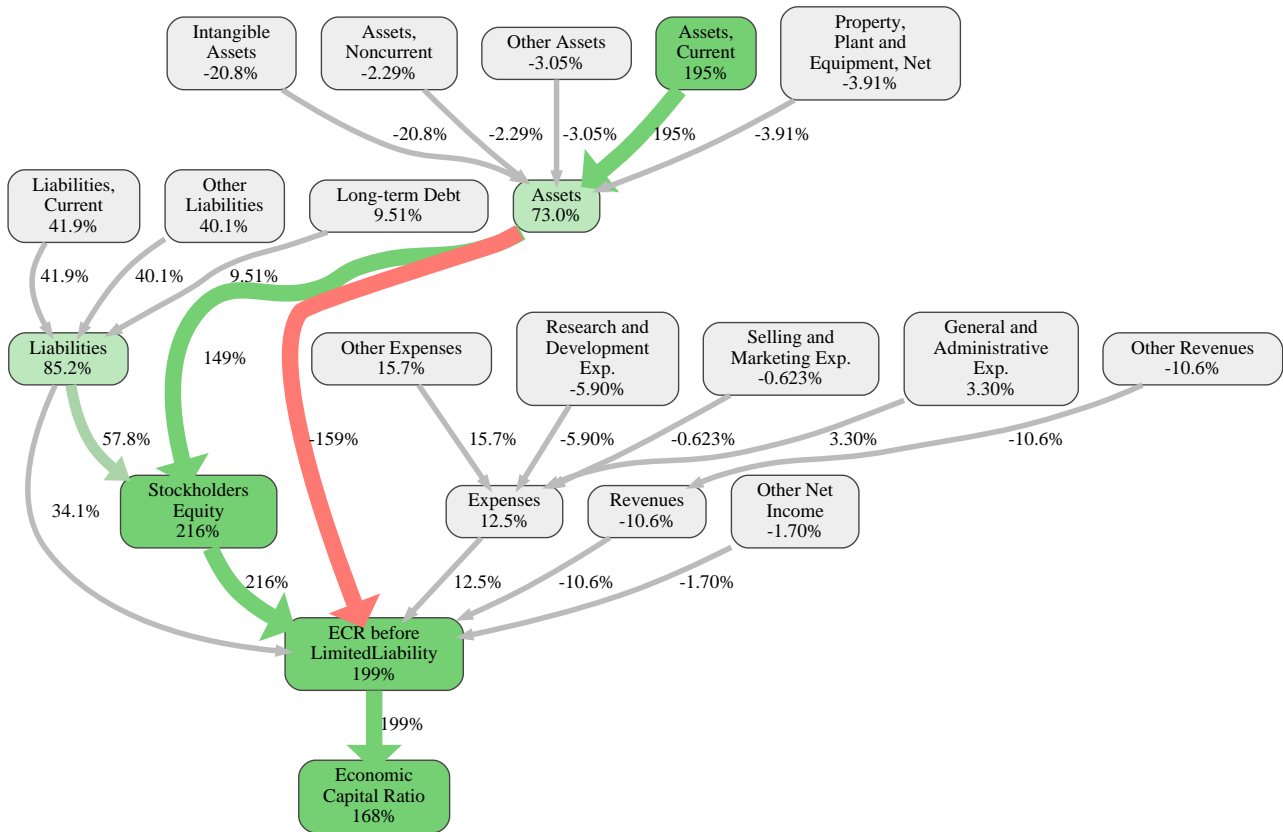 Intangible
Assets
-20.8%
Assets,
Noncurrent
-2.29%
Other Assets
-3.05%
Assets,
Current
195%
Property,
Plant and
Equipment, Net
-3.91%
-20.8%
-2.29%
-3.05%
195%
-3.91%
Liabilities,
Current
41.9%
Other
Liabilities
40.1%
Long-term Debt
9.51%
Assets
73.0%
41.9%
40.1%
9.51%
Liabilities
85.2%
149%
Other Expenses
15.7%
Research and
Development
Exp.
-5.90%
Selling and
Marketing Exp.
-0.623%
General and
Administrative
Exp.
3.30%
Other Revenues
-10.6%
57.8%
-159%
15.7%
-5.90%
-0.623%
3.30%
-10.6%
34.1%
Stockholders
Equity
216%
Expenses
12.5%
Revenues
-10.6%
Other Net
Income
-1.70%
216%
12.5%
-10.6%
-1.70%
ECR before
LimitedLiability
199%
199%
Economic
Capital Ratio
168%